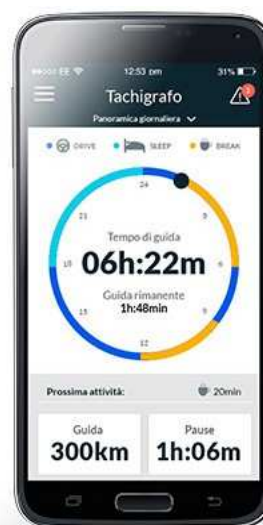 EE 12:53 pm 31%
Tachigrafo
Panoramica giornaliera
DRIVE SLEEP BREAK
24
21
18
15
12
9
6
Tempo di guida
06h:22m
Guida rimanente
1h:48min
Prossima attività: 20min
Guida Pause
300km 1h:06m